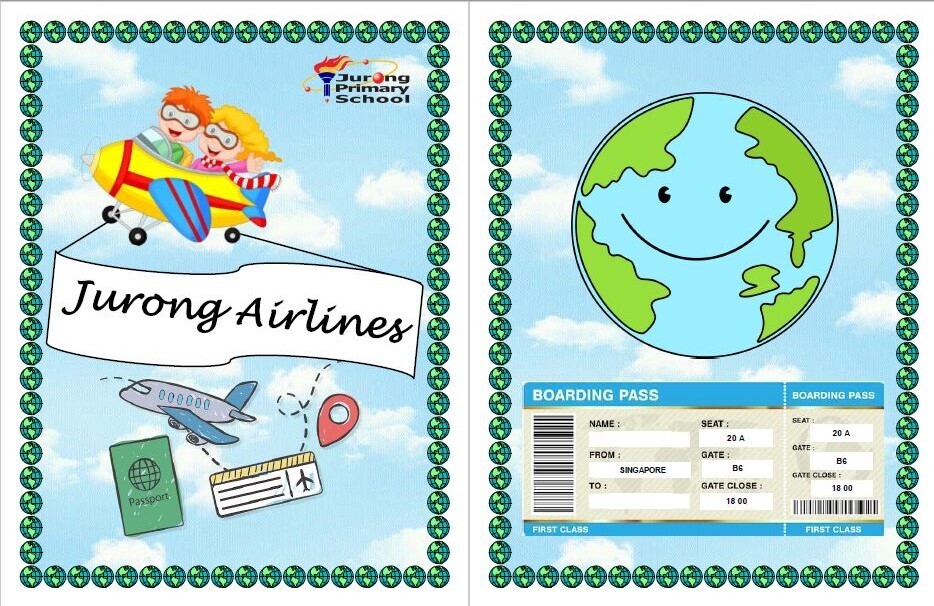 Jurong
Primary
School
Jurong Airlines
Passport
BOARDING PASS
BOARDING PASS
NAME :
SEAT :
20 A
FROM :
SINGAPORE
GATE :
B6
TO :
GATE CLOSE :
18 00
SEAT :
20 A
GATE :
B6
GATE CLOSE :
18 00
FIRST CLASS
FIRST CLASS